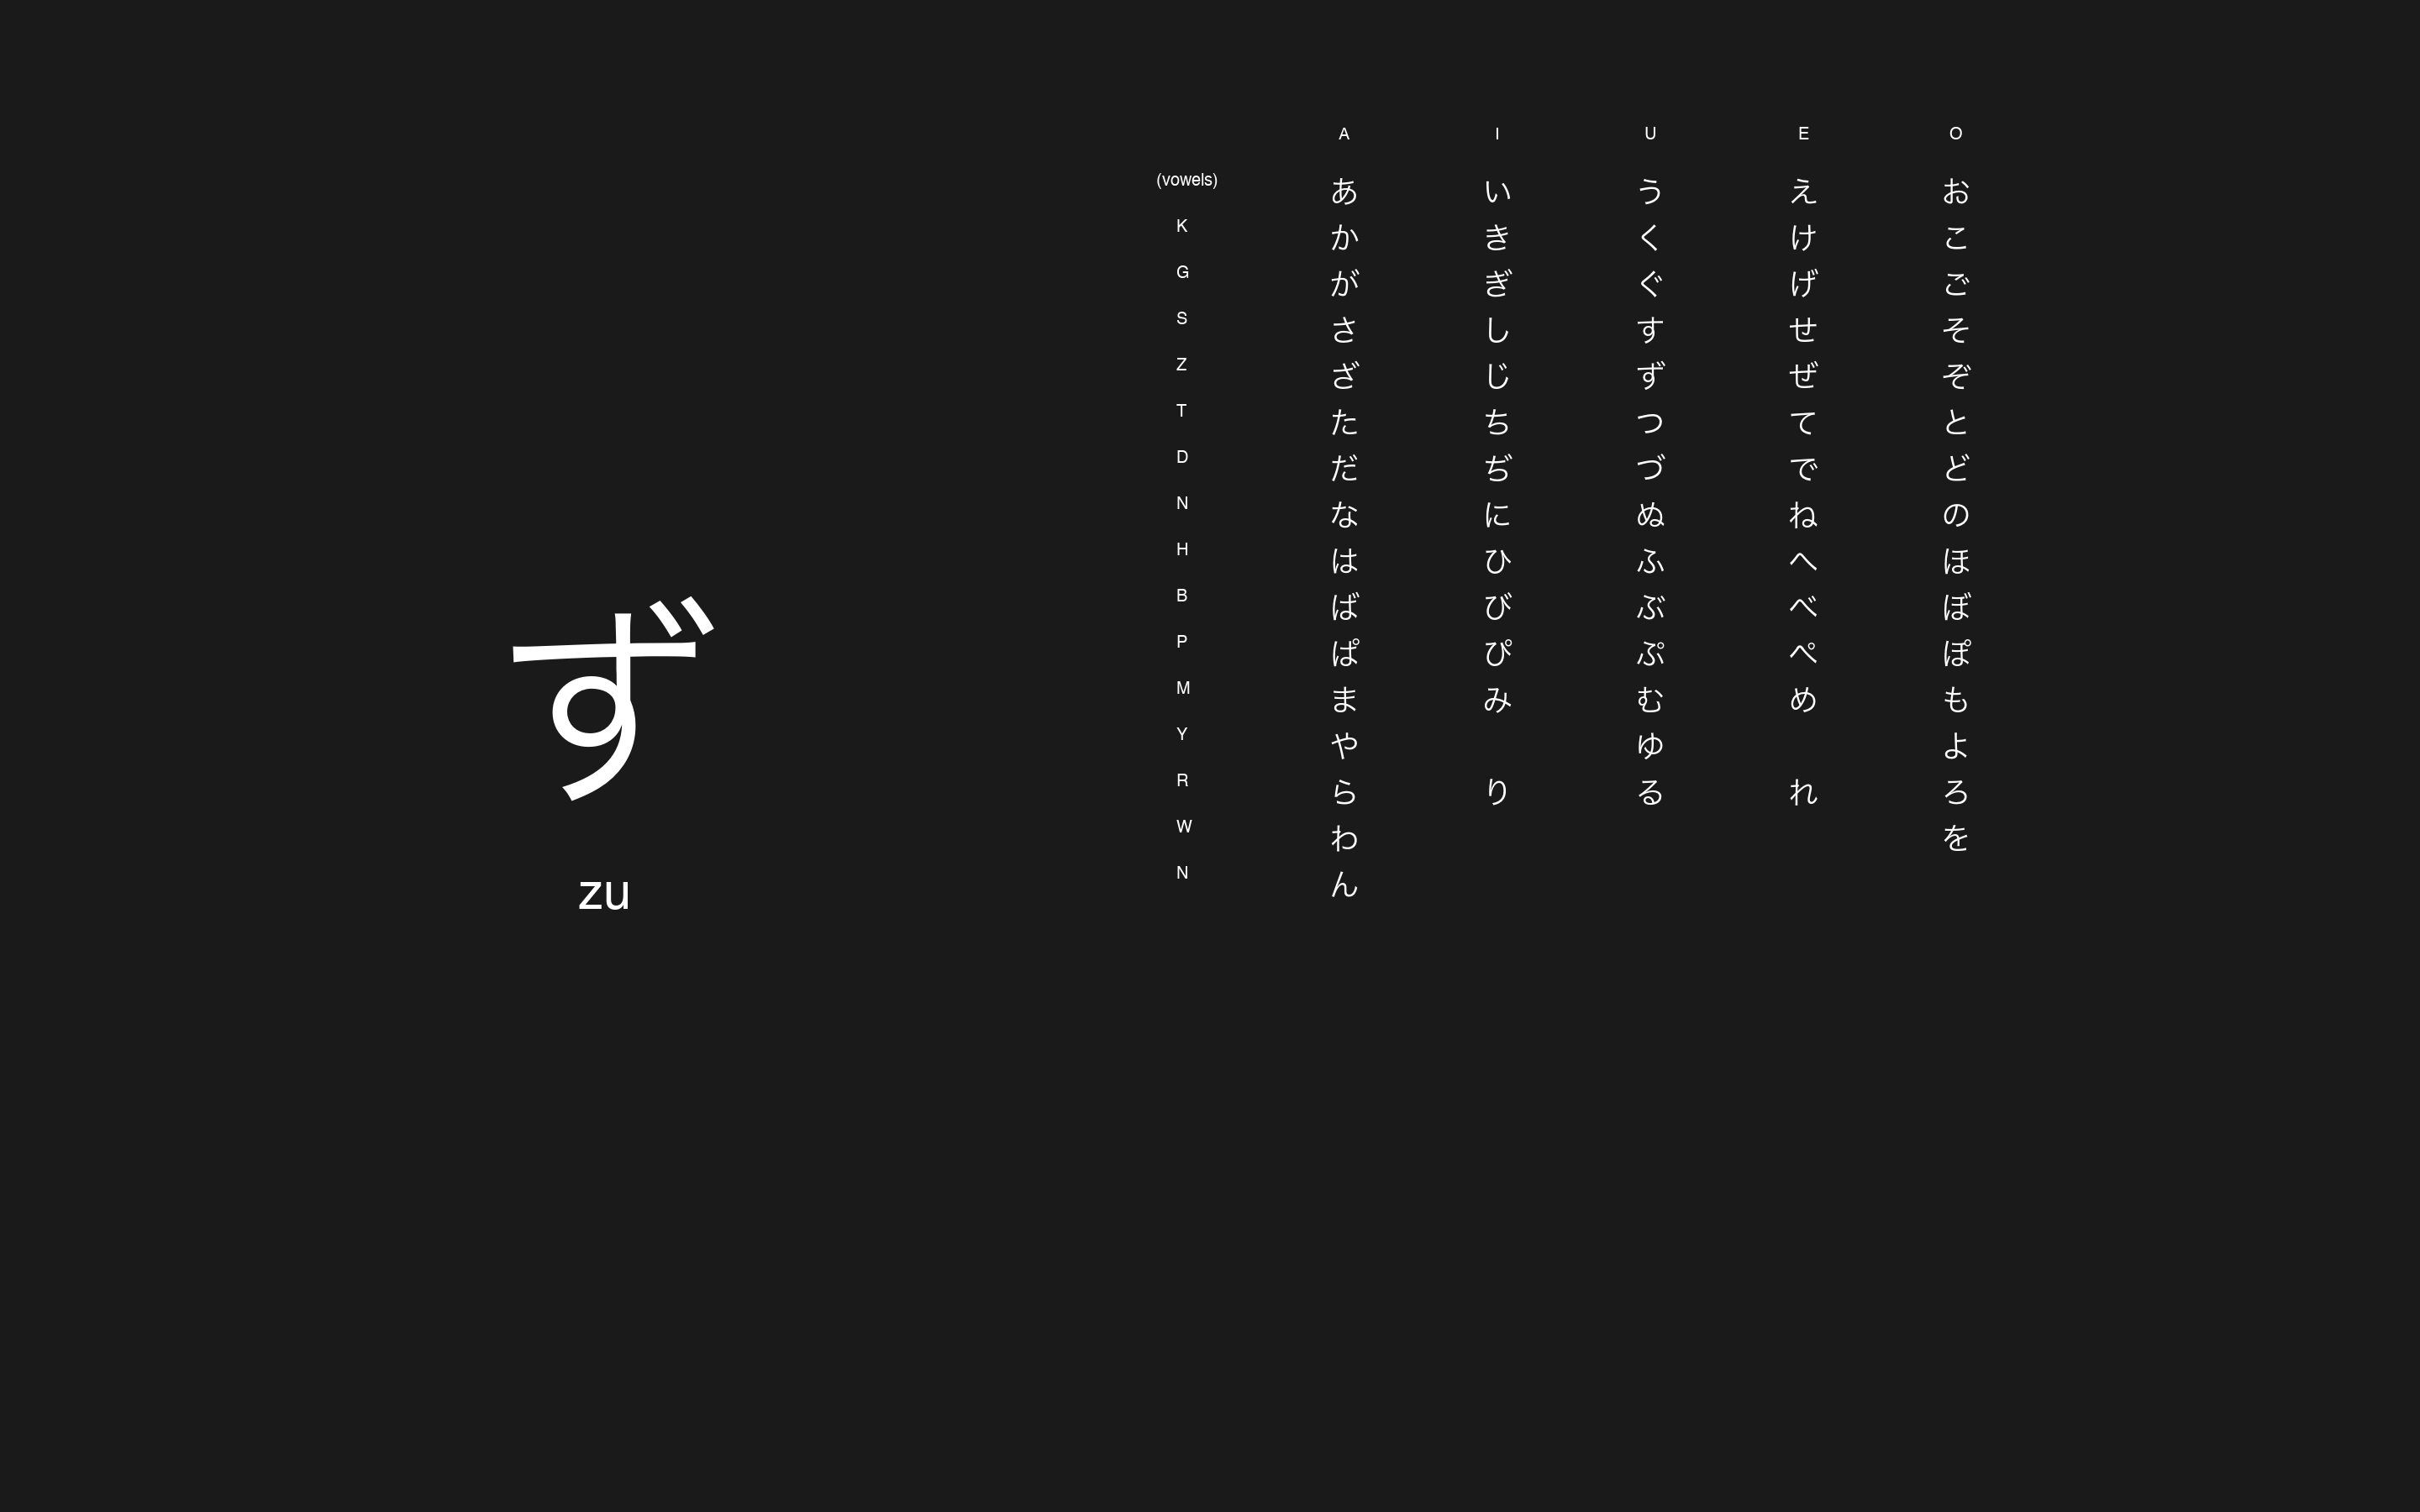 ず
zu
A I U E O
(vowels) あ い う え お
K か き く け こ
G が ぎ ぐ げ ご
S さ し す せ そ
Z ざ じ ず ぜ ぞ
T た ち つ て と
D だ ぢ づ で ど
N な に ぬ ね の
H は ひ ふ へ ほ
B ば び ぶ べ ぼ
P ぱ ぴ ぷ ぺ ぽ
M ま み む め も
Y や ゆ よ
R ら り る れ ろ
W わ を
N ん